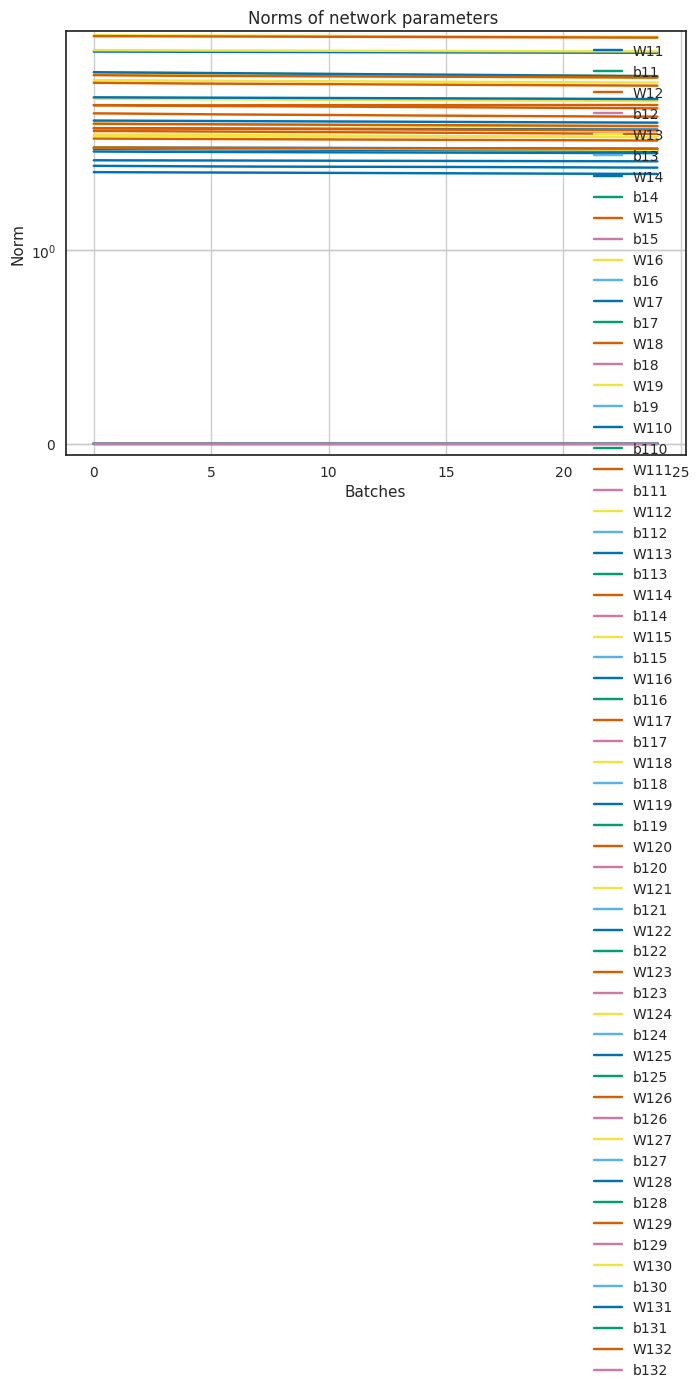 Norms of network parameters
Norm
10⁰
0
0
5
10
15
20
25
Batches
W11
b11
W12
b12
W13
b13
W14
b14
W15
b15
W16
b16
W17
b17
W18
b18
W19
b19
W110
b110
W111
b111
W112
b112
W113
b113
W114
b114
W115
b115
W116
b116
W117
b117
W118
b118
W119
b119
W120
b120
W121
b121
W122
b122
W123
b123
W124
b124
W125
b125
W126
b126
W127
b127
W128
b128
W129
b129
W130
b130
W131
b131
W132
b132